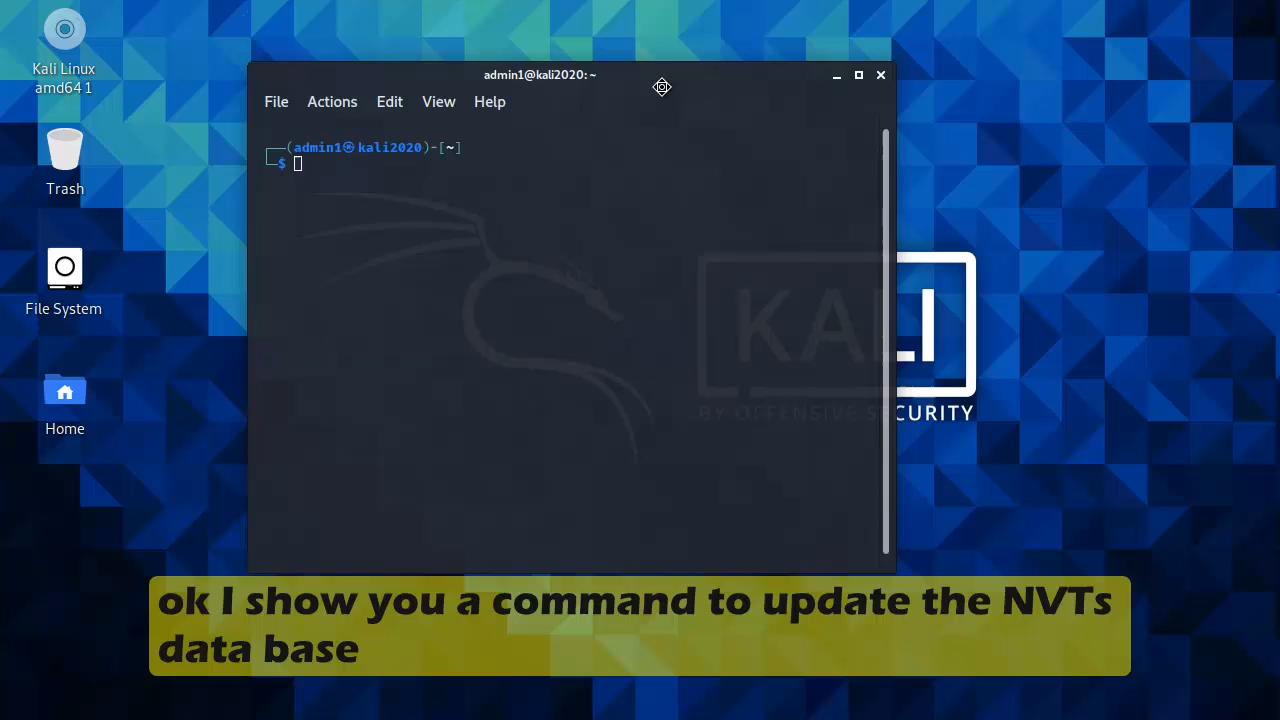 Kali Linux
amd64 1
Trash
File System
Home
admin1@kali2020: ~
File Actions Edit View Help
┌──(admin1㉿kali2020)-[~]
└─$
KALI
BY OFFENSIVE SECURITY
ok I show you a command to update the NVTs
data base